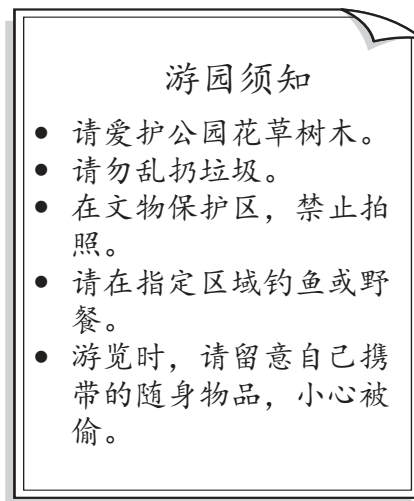 游园须知
• 请爱护公园花草树木。
• 请勿乱扔垃圾。
• 在文物保护区，禁止拍
照。
• 请在指定区域钓鱼或野
餐。
• 游览时，请留意自己携
带的随身物品，小心被
偷。